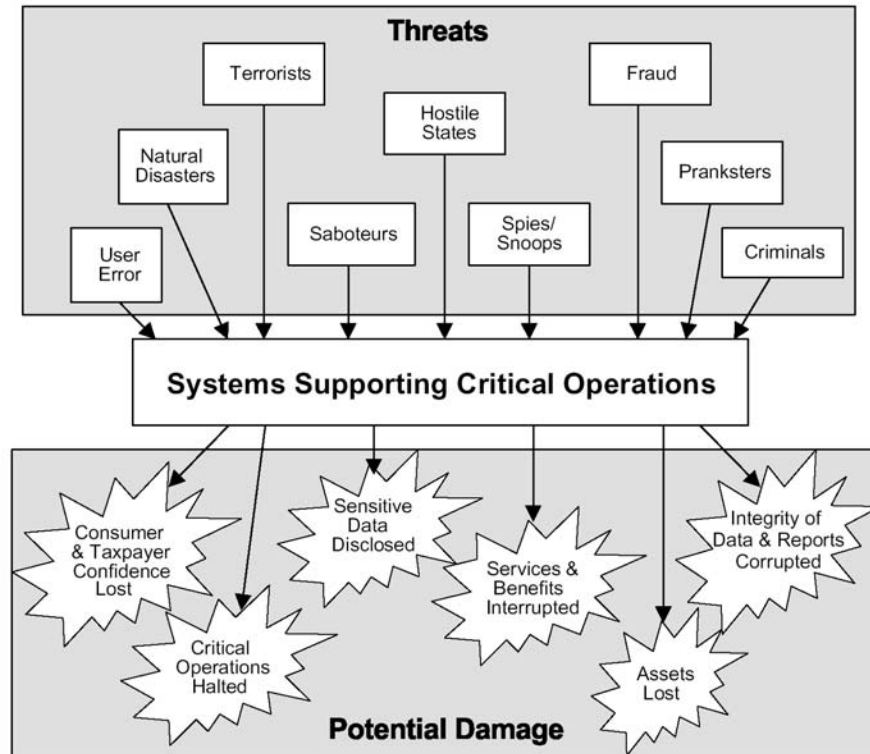 Threats
Terrorists
Fraud
Hostile
States
Natural
Disasters
Pranksters
Saboteurs
Spies/
Snoops
User
Error
Criminals
Systems Supporting Critical Operations
Consumer
& Taxpayer
Confidence
Lost
Sensitive
Data
Disclosed
Services &
Benefits
Interrupted
Integrity of
Data & Reports
Corrupted
Critical
Operations
Halted
Assets
Lost
Potential Damage